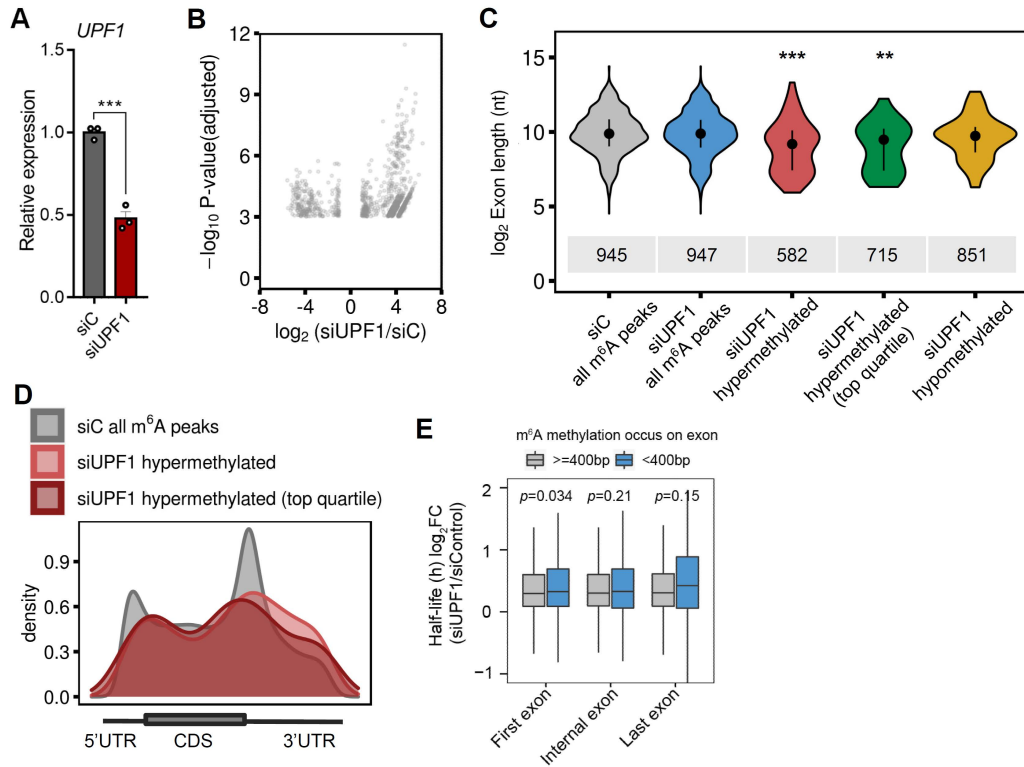 A
UPF1
Relative expression
1.5
1.0
0.5
0.0
***
siC
siUPF1
B
−log10 P-value(adjusted)
12
9
6
3
0
-8
-4
0
4
8
log2 (siUPF1/siC)
C
log2 Exon length (nt)
15
10
5
0
***
**
945
947
582
715
851
siC
all m6A peaks
siUPF1
all m6A peaks
siiUPF1
hypermethylated
siUPF1
hypermethylated
(top quartile)
siUPF1
hypomethylated
D
siC all m6A peaks
siUPF1 hypermethylated
siUPF1 hypermethylated (top quartile)
density
0.9
0.6
0.3
0.0
5'UTR
CDS
3'UTR
E
m6A methylation occus on exon
>=400bp
<400bp
Half-life (h) log2FC
(siUPF1/siControl)
2
1
0
−1
p=0.034
p=0.21
p=0.15
First exon
Internal exon
Last exon